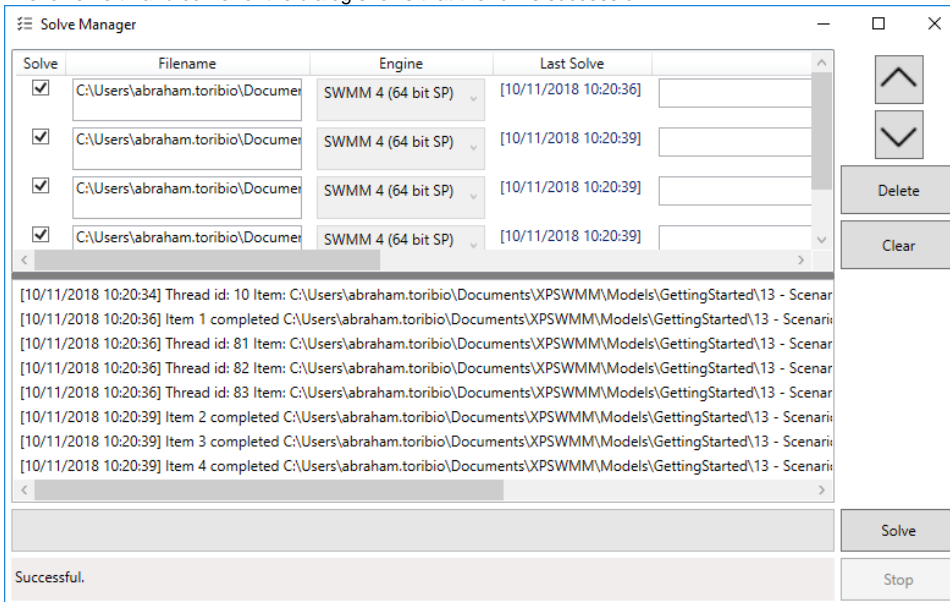 Solve Manager
Solve Filename Engine Last Solve
C:\Users\abraham.toribio\Documer SWMM 4 (64 bit SP) [10/11/2018 10:20:36]
C:\Users\abraham.toribio\Documer SWMM 4 (64 bit SP) [10/11/2018 10:20:39]
C:\Users\abraham.toribio\Documer SWMM 4 (64 bit SP) [10/11/2018 10:20:39]
Delete
C:\Users\abraham.toribio\Documer SWMM 4 (64 bit SP) [10/11/2018 10:20:39]
Clear
[10/11/2018 10:20:34] Thread id: 10 Item: C:\Users\abraham.toribio\Documents\XPSWMM\Models\GettingStarted\13 - Scenar
[10/11/2018 10:20:36] Item 1 completed C:\Users\abraham.toribio\Documents\XPSWMM\Models\GettingStarted\13 - Scenari
[10/11/2018 10:20:36] Thread id: 81 Item: C:\Users\abraham.toribio\Documents\XPSWMM\Models\GettingStarted\13 - Scenar
[10/11/2018 10:20:36] Thread id: 82 Item: C:\Users\abraham.toribio\Documents\XPSWMM\Models\GettingStarted\13 - Scenar
[10/11/2018 10:20:36] Thread id: 83 Item: C:\Users\abraham.toribio\Documents\XPSWMM\Models\GettingStarted\13 - Scenar
[10/11/2018 10:20:39] Item 2 completed C:\Users\abraham.toribio\Documents\XPSWMM\Models\GettingStarted\13 - Scenari
[10/11/2018 10:20:39] Item 3 completed C:\Users\abraham.toribio\Documents\XPSWMM\Models\GettingStarted\13 - Scenari
[10/11/2018 10:20:39] Item 4 completed C:\Users\abraham.toribio\Documents\XPSWMM\Models\GettingStarted\13 - Scenari
Solve
Successful.
Stop